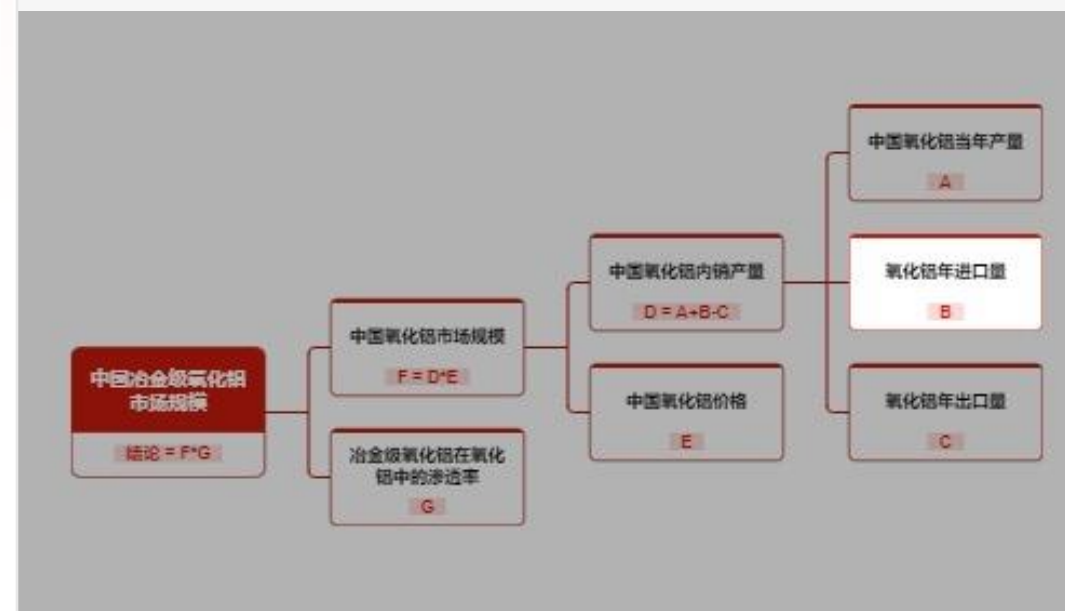 中国冶金级氧化铝
市场规模
结论 = F*G
中国氧化铝市场规模
F = D*E
冶金级氧化铝在氧化
铝中的渗透率
G
中国氧化铝内销产量
D = A+B-C
中国氧化铝价格
E
中国氧化铝当年产量
A
氧化铝年进口量
B
氧化铝年出口量
C